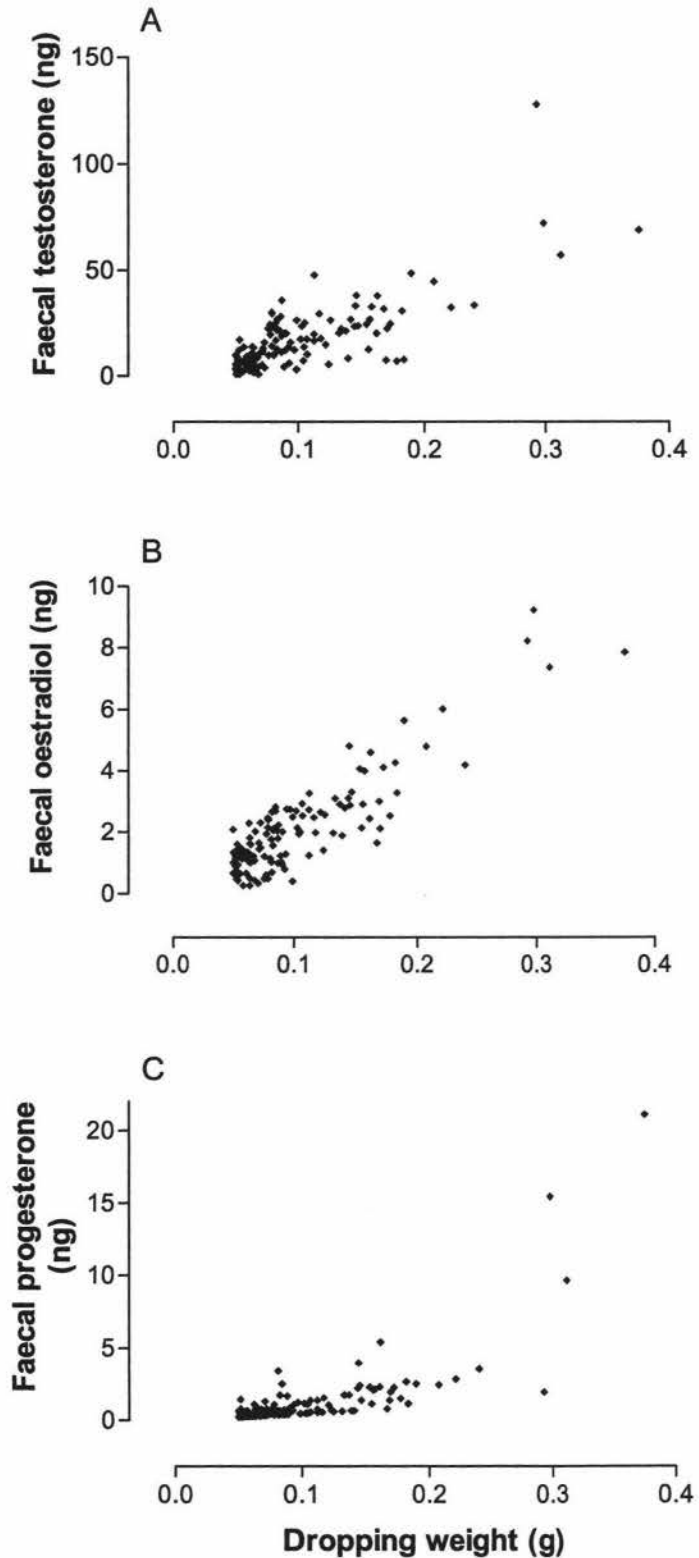 A
Faecal testosterone (ng)
150
100
50
0
0.0 0.1 0.2 0.3 0.4
B
Faecal oestradiol (ng)
10
8
6
4
2
0
0.0 0.1 0.2 0.3 0.4
C
Faecal progesterone
(ng)
20
15
10
5
0
0.0 0.1 0.2 0.3 0.4
Dropping weight (g)